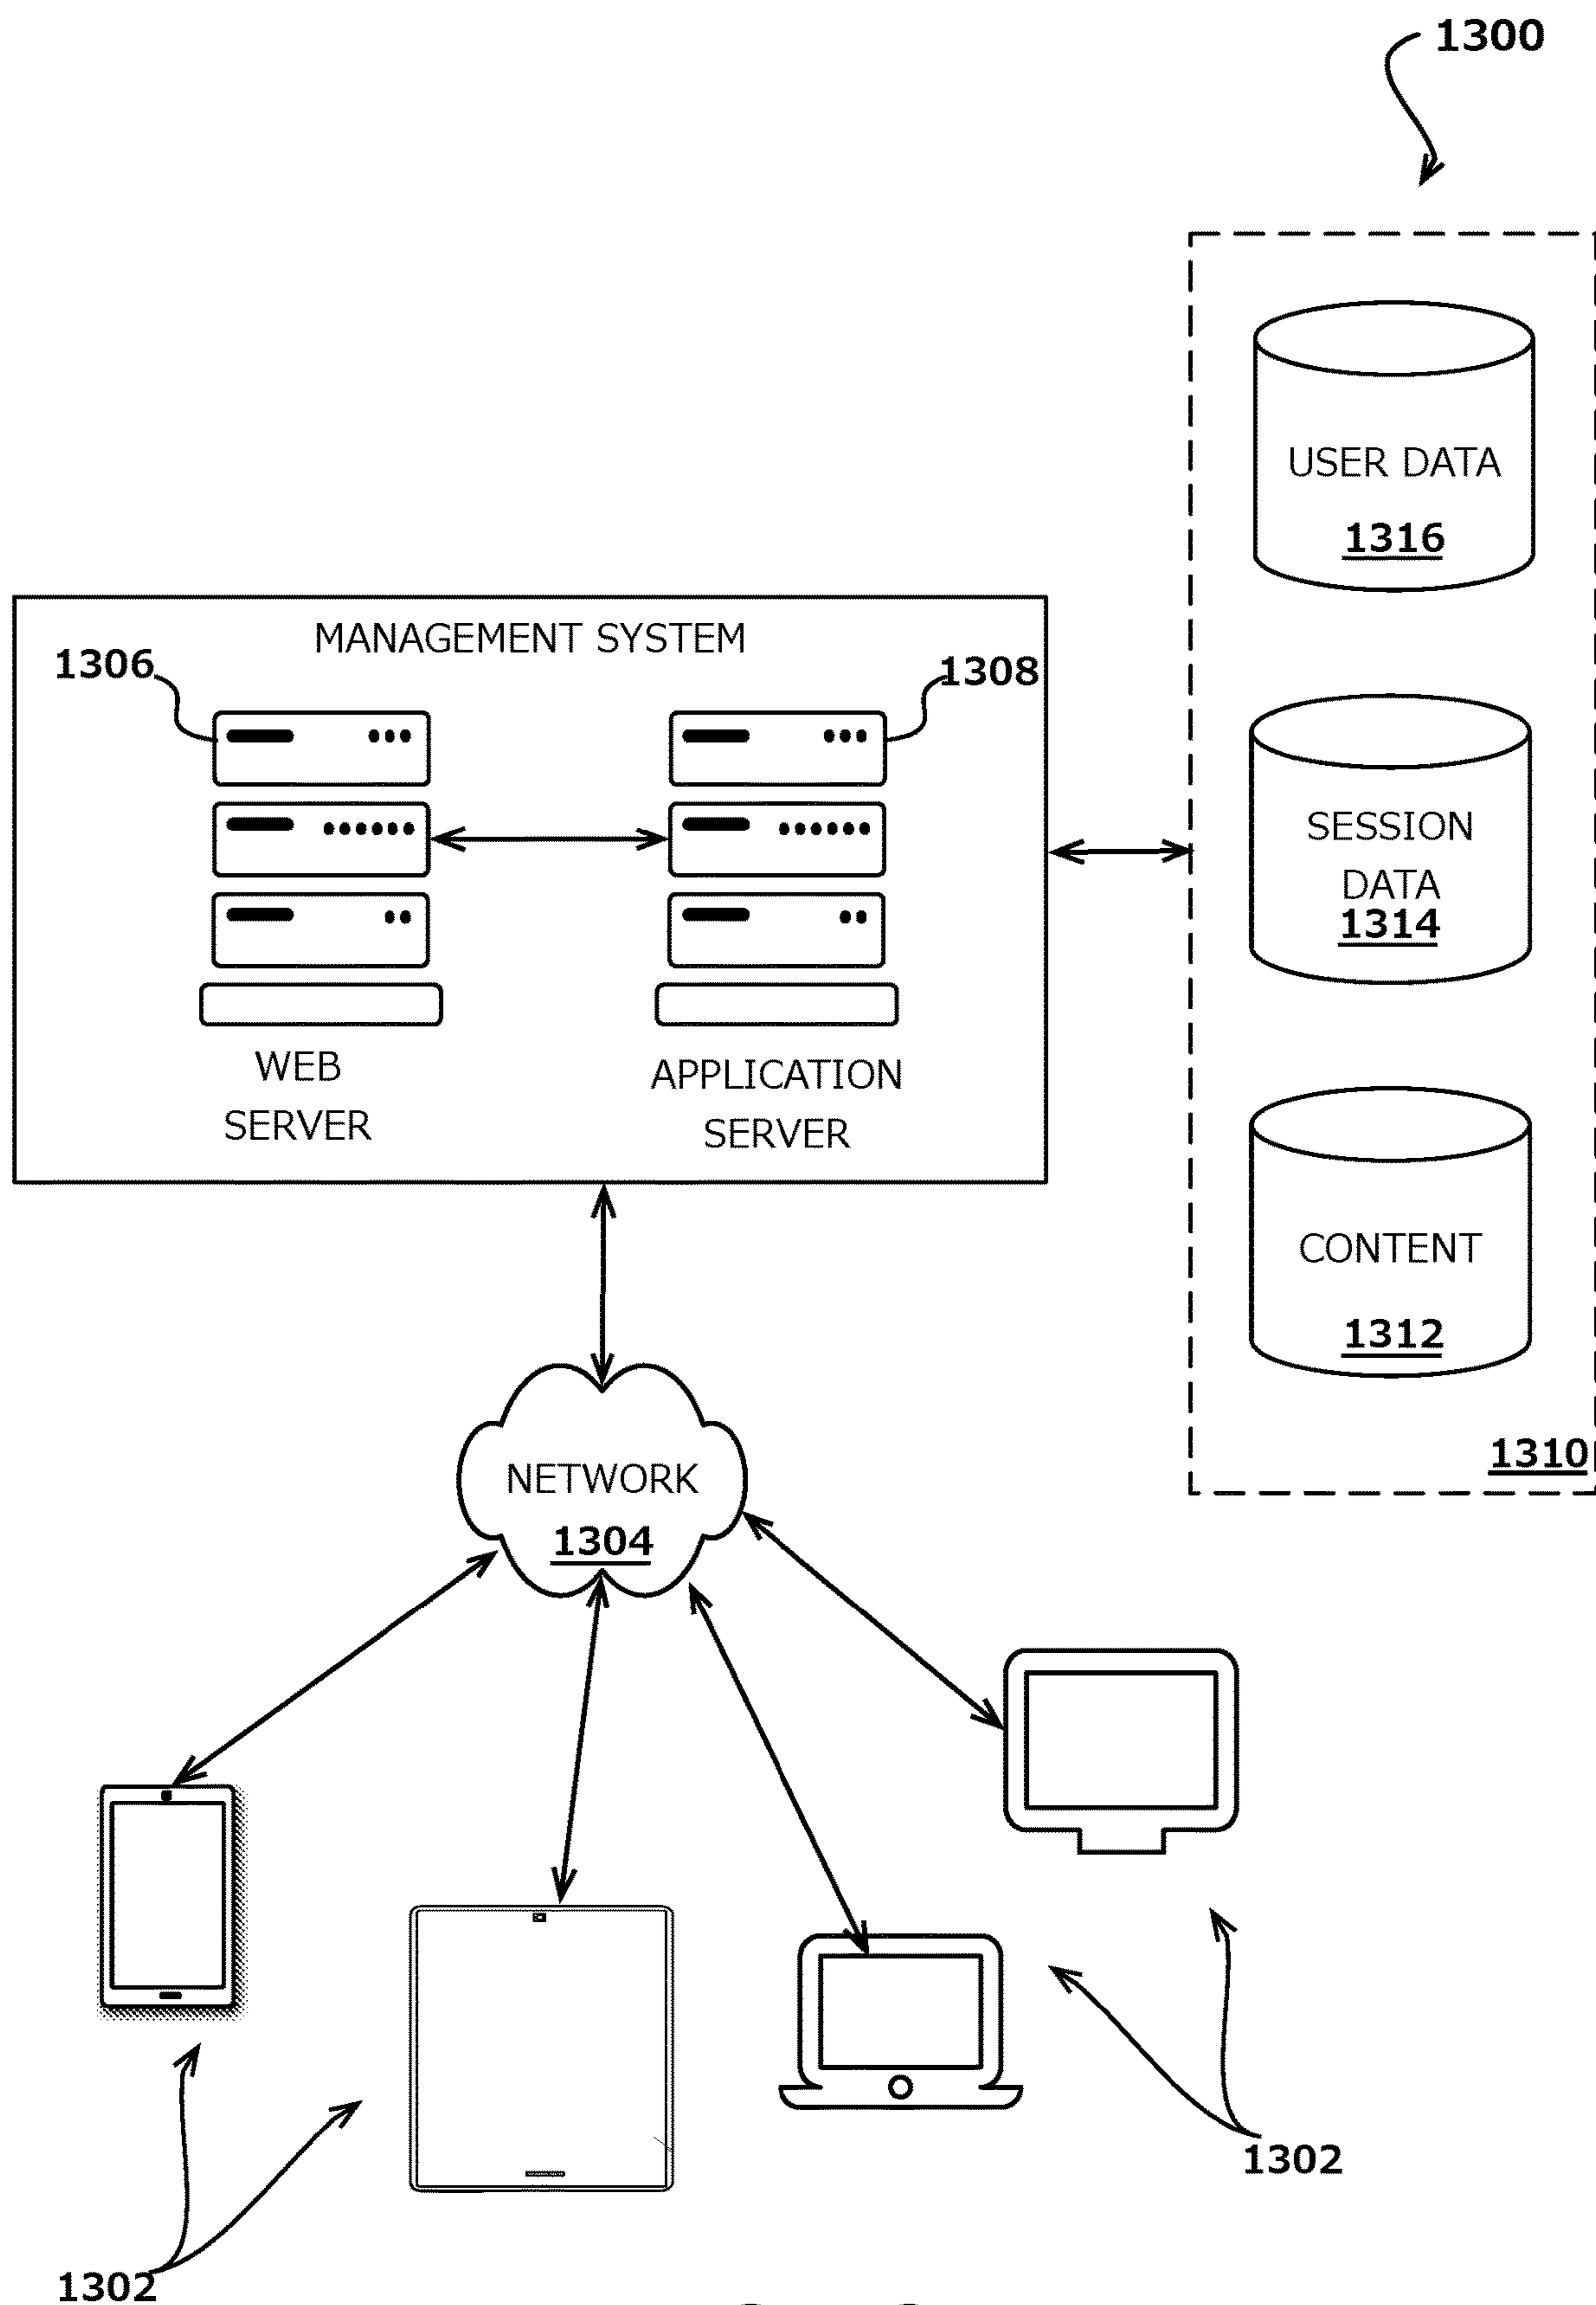 1300
USER DATA
1316
MANAGEMENT SYSTEM
1306
1308
SESSION
DATA
1314
WEB
SERVER
APPLICATION
SERVER
CONTENT
1312
1310
NETWORK
1304
1302
1302